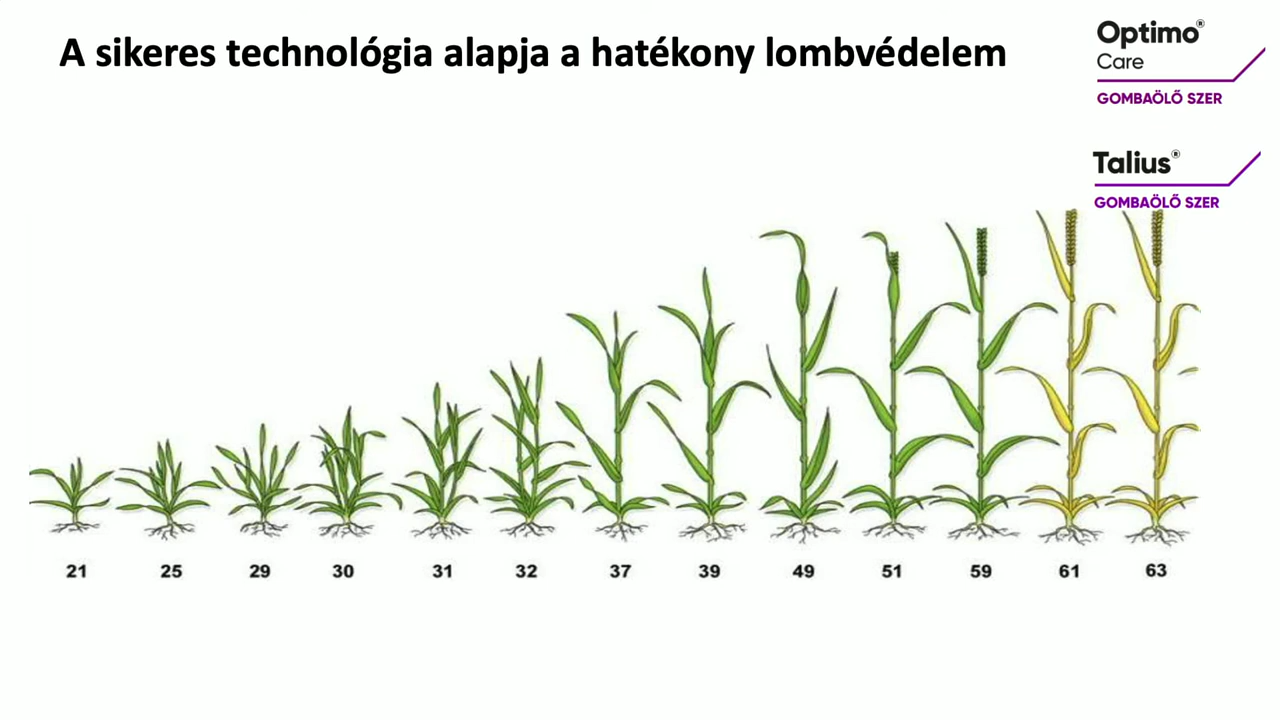 A sikeres technológia alapja a hatékony lombvédelem
Optimo®
Care
GOMBAÖLŐ SZER
Talius®
GOMBAÖLŐ SZER
21 25 29 30 31 32 37 39 49 51 59 61 63